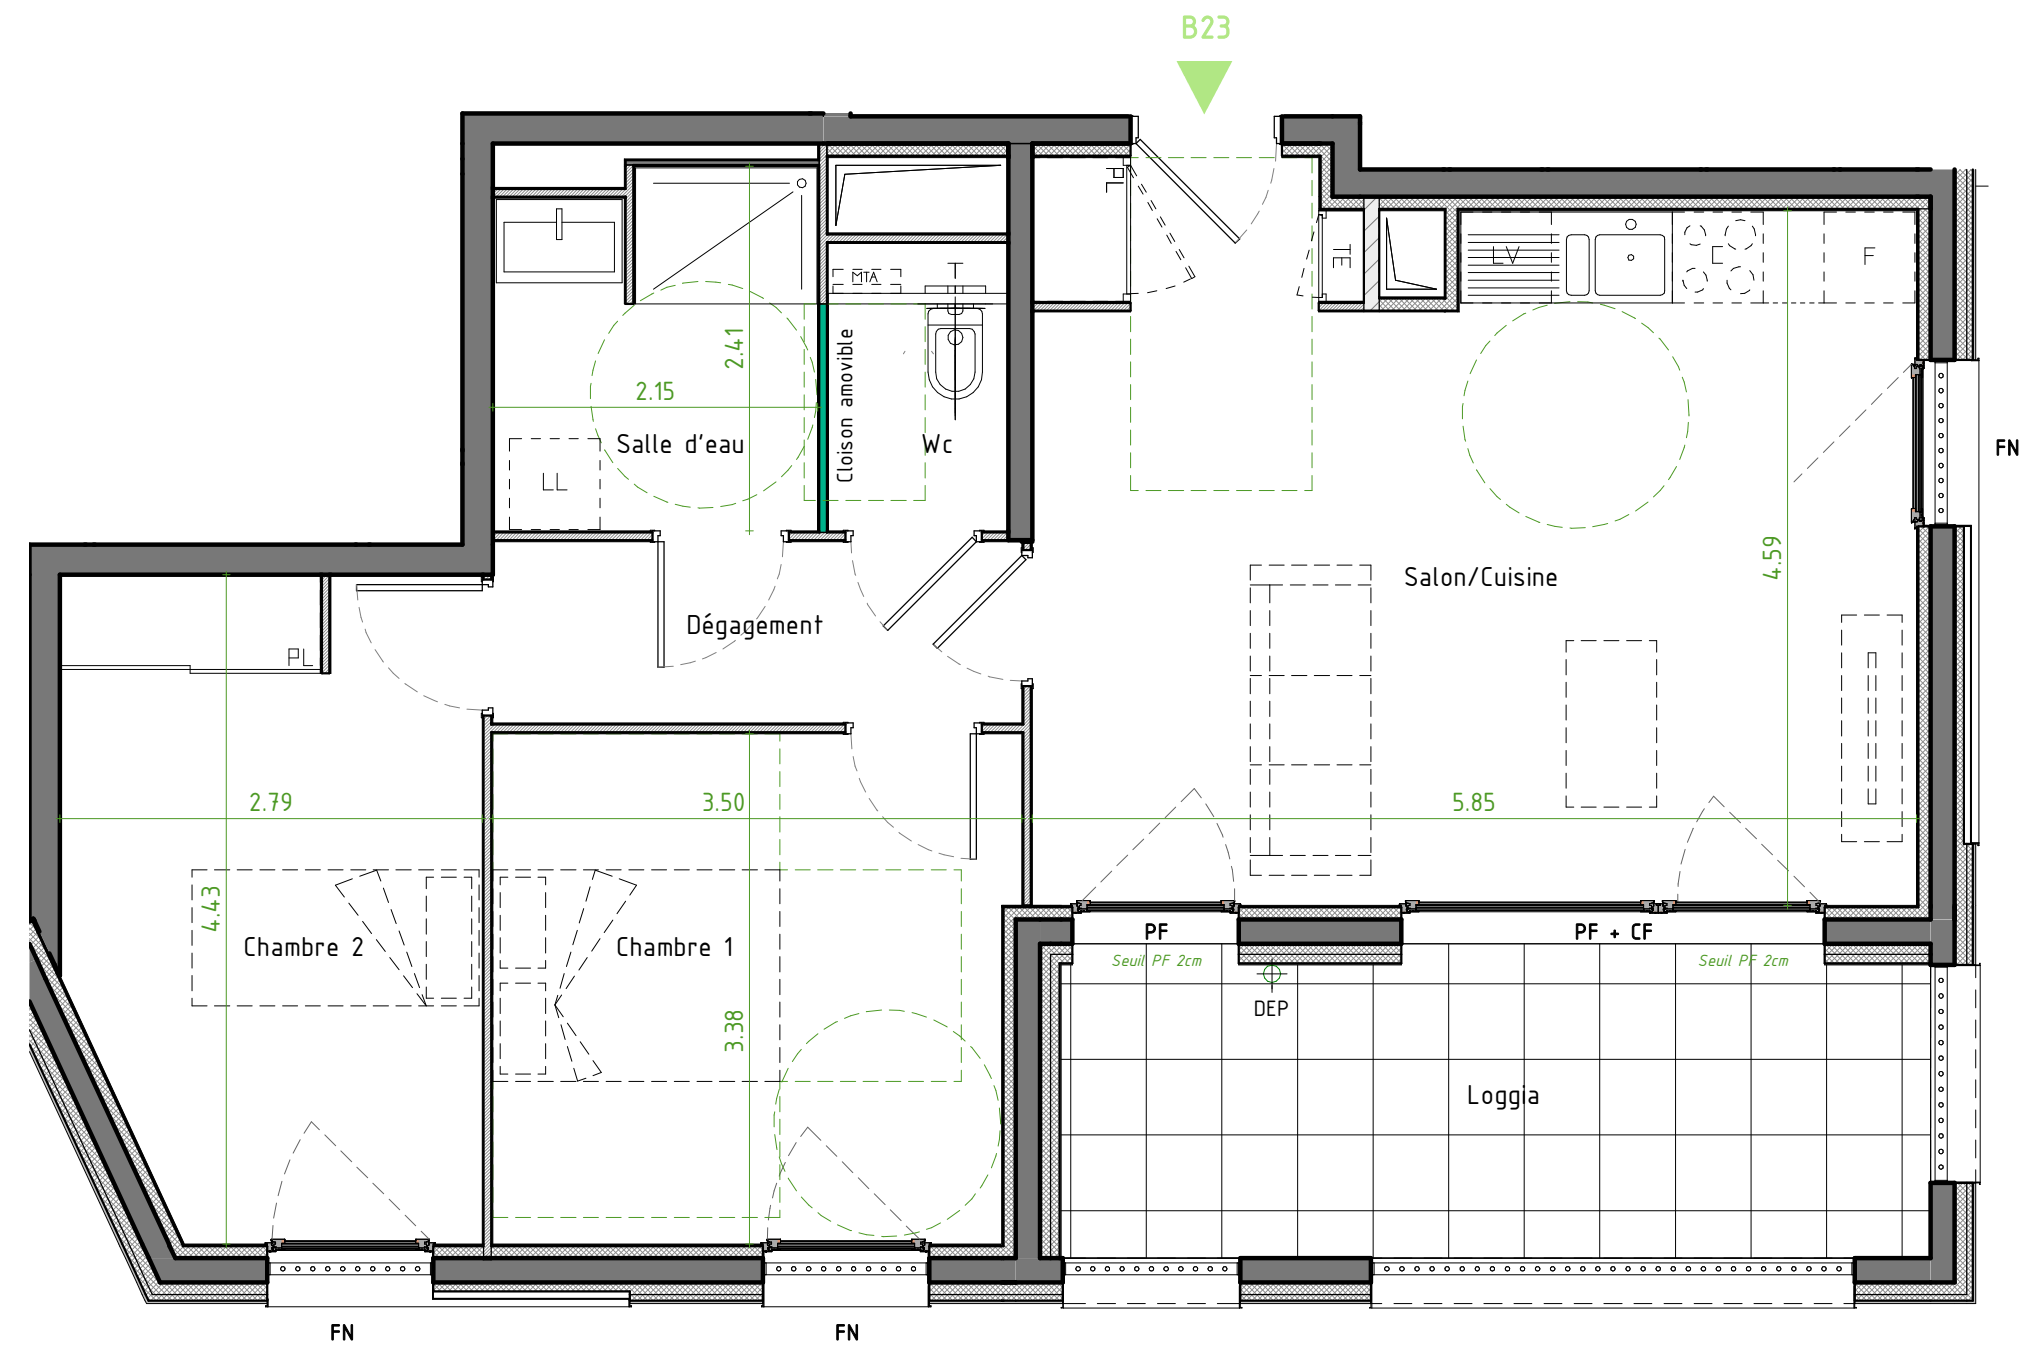 B23
PL
TE
LV
E
F
MTA
2.41
Cloison amovible
2.15
Salle d'eau
Wc
FN
LL
4.59
Salon/Cuisine
Dégagement
PL
2.79
3.50
5.85
4.43
Chambre 2
Chambre 1
PF
PF + CF
Seuil PF 2cm
Seuil PF 2cm
DEP
3.38
Loggia
FN
FN